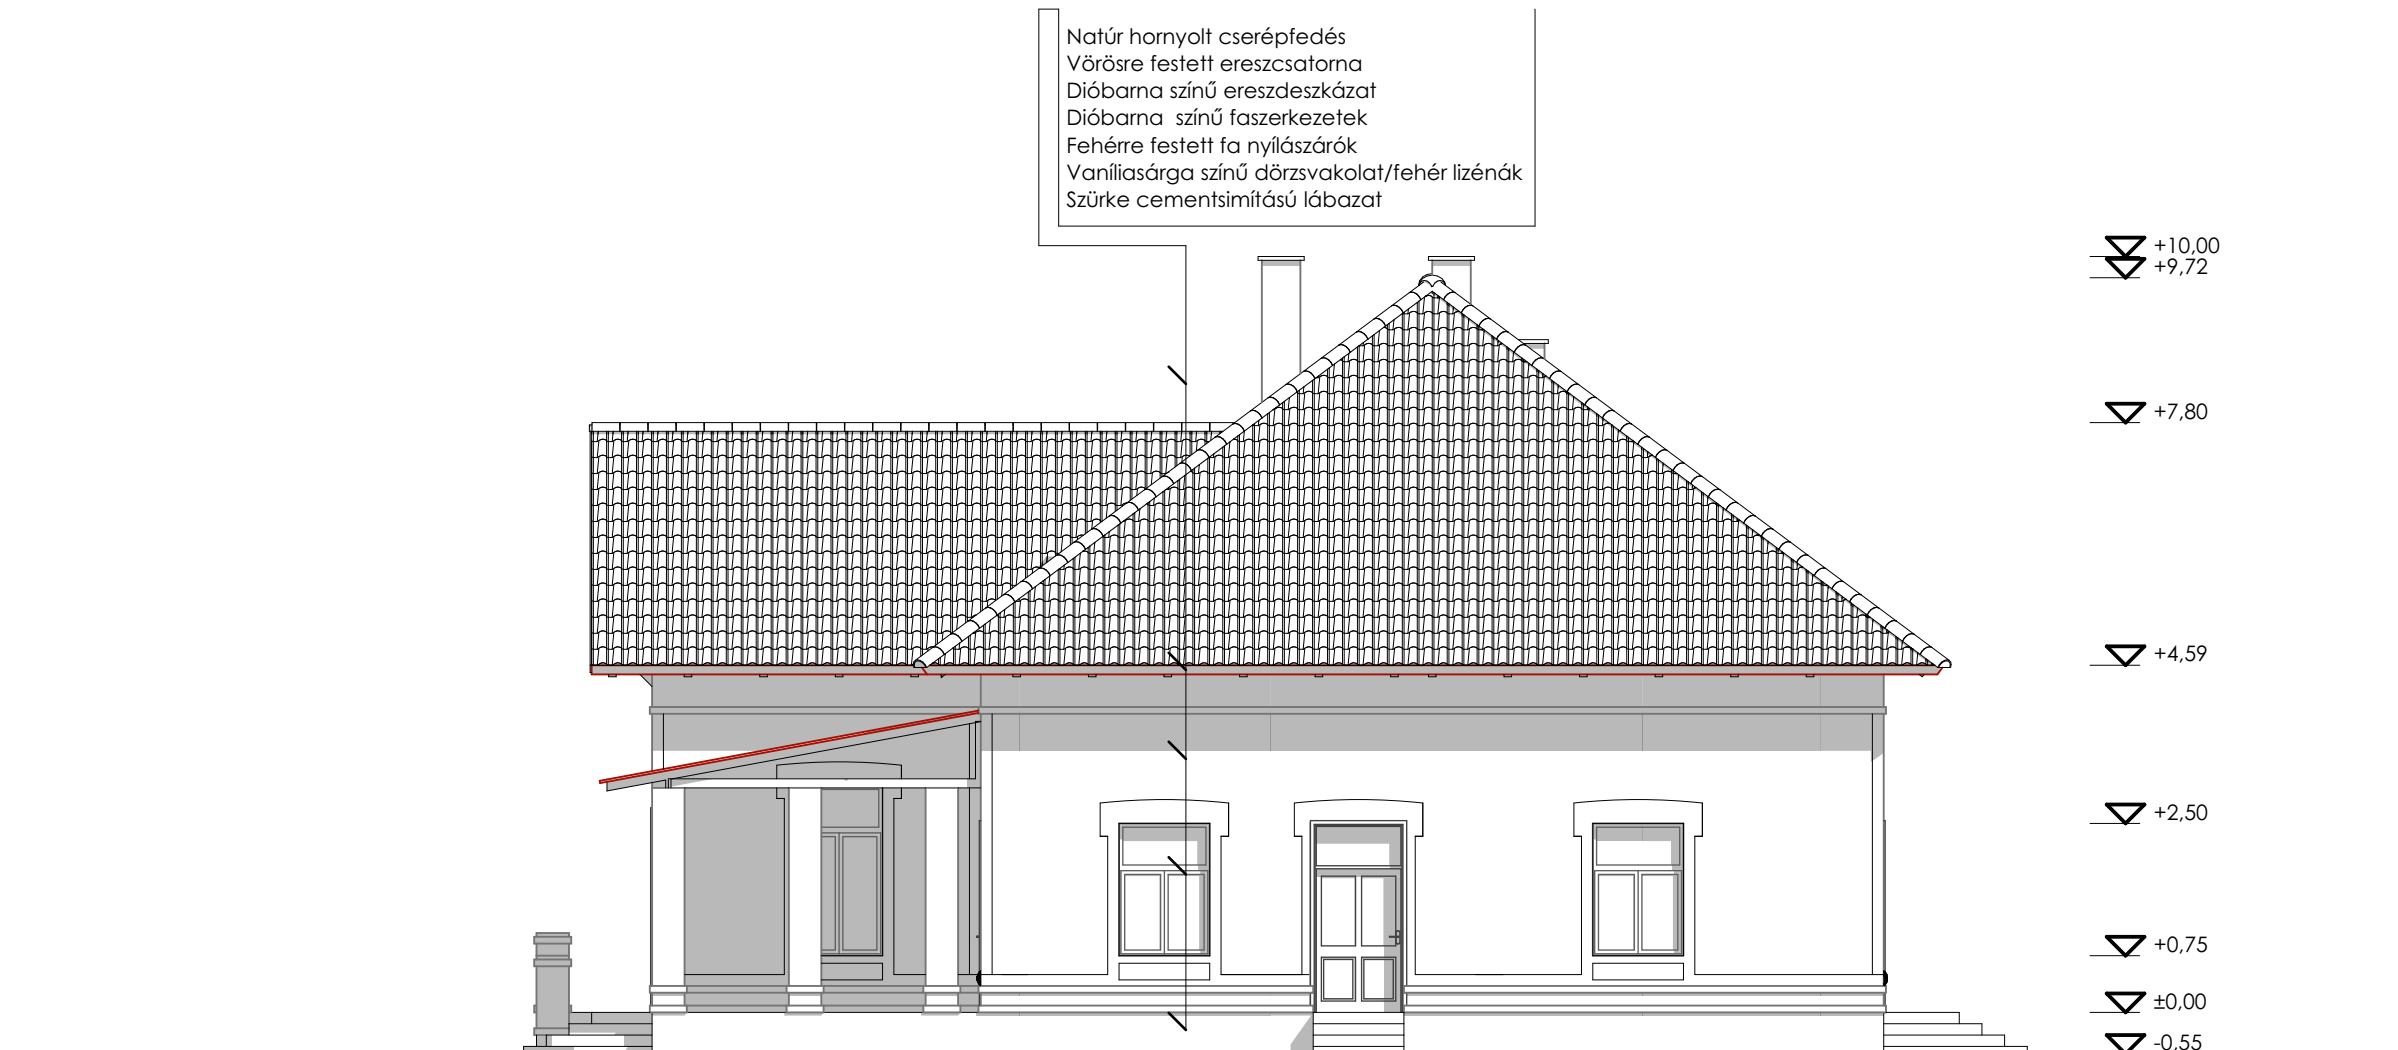 Natúr hornyolt cserépfedés
Vörösre festett ereszcsatorna
Dióbarna színű ereszdeszkázat
Dióbarna színű faszerkezetek
Fehérre festett fa nyílászárók
Vaníliasárga színű dörzsvakolat/fehér lizénák
Szürke cementsimítású lábazat
+10,00
+9,72
+7,80
+4,59
+2,50
+0,75
±0,00
-0,55